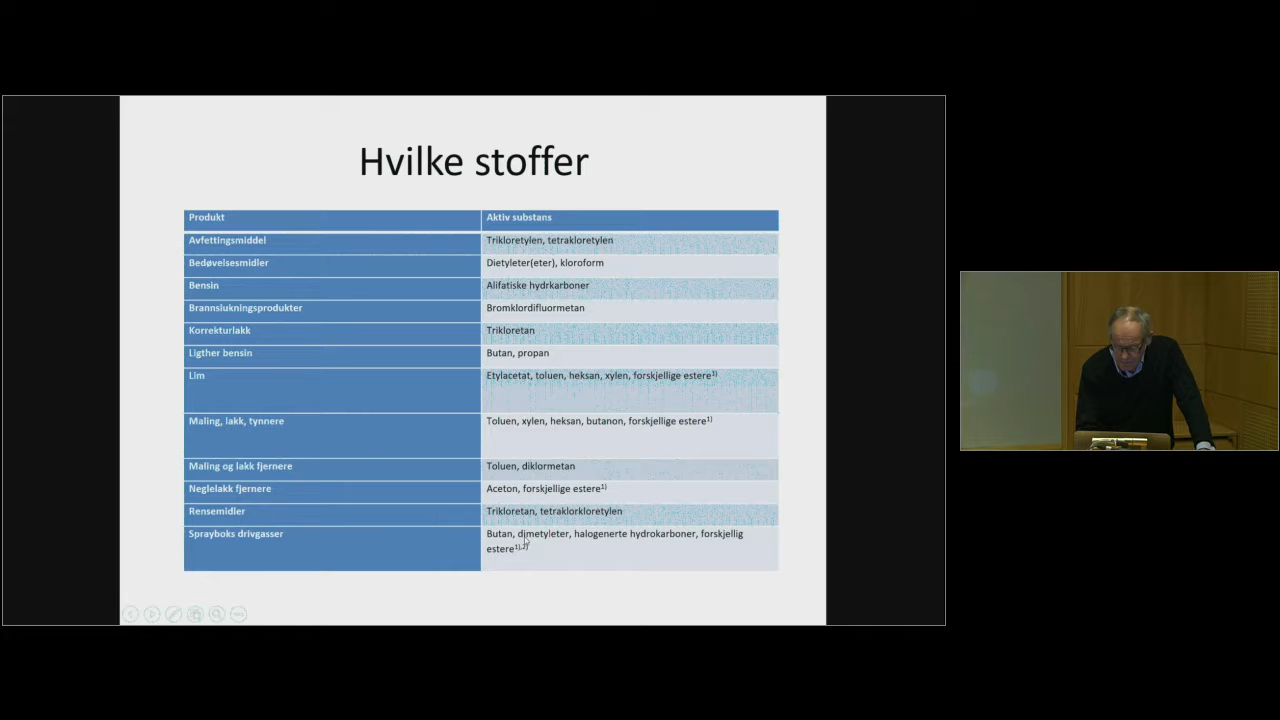 Hvilke stoffer
Produkt Aktiv substans
Avfettingsmiddel Trikloretylen, tetrakloretylen
Bedøvelsesmidler Dietyleter(eter), kloroform
Bensin Alifatiske hydrkarboner
Brannslukningsprodukter Bromklordifluormetan
Korrekturlakk Trikloretan
Ligther bensin Butan, propan
Lim Etylacetat, toluen, heksan, xylen, forskjellige estere1)
Maling, lakk, tynnere Toluen, xylen, heksan, butanon, forskjellige estere1)
Maling og lakk fjernere Toluen, diklormetan
Neglelakk fjernere Aceton, forskjellige estere1)
Rensemidler Trikloretan, tetraklorkloretylen
Sprayboks drivgasser Butan, dimetyleter, halogenerte hydrokarboner, forskjellig
estere1),2)